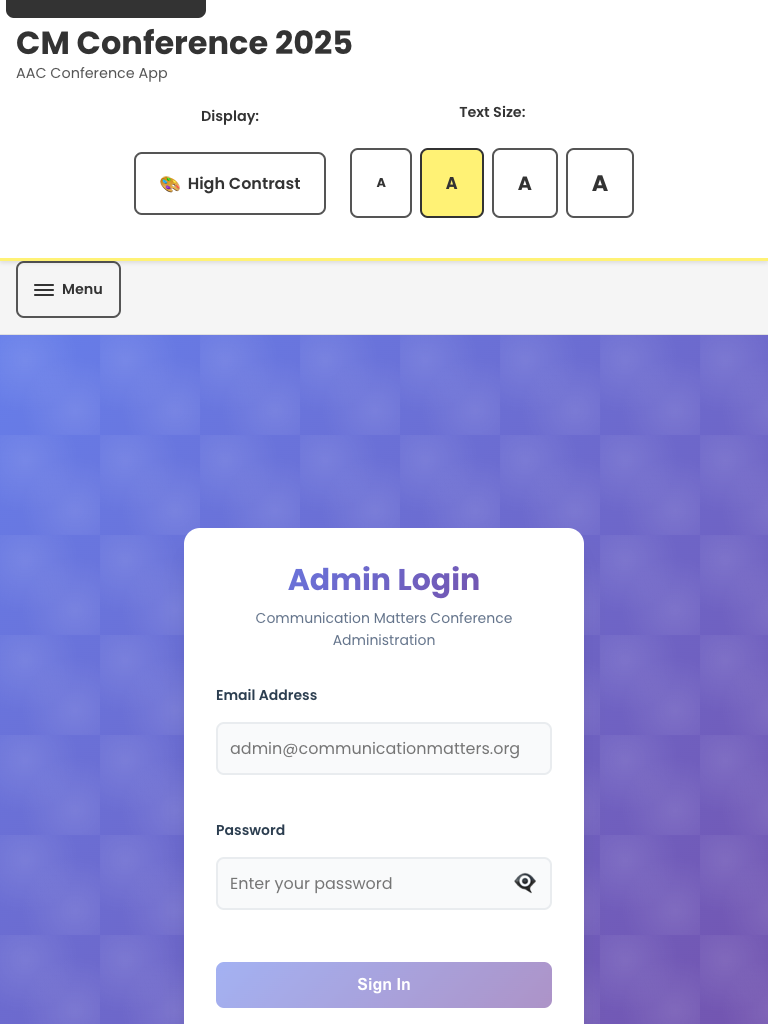 CM Conference 2025
AAC Conference App
Display:
Text Size:
High Contrast
A
A
A
A
Menu
Admin Login
Communication Matters Conference
Administration
Email Address
admin@communicationmatters.org
Password
Enter your password
Sign In